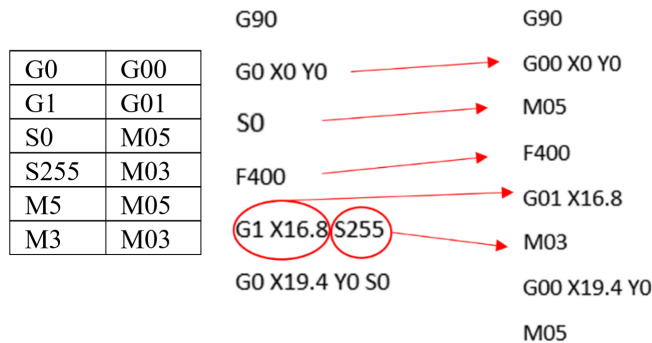 G0 G00
G1 G01
S0 M05
S255 M03
M5 M05
M3 M03
G90
G0 X0 Y0
S0
F400
G1 X16.8 S255
G0 X19.4 Y0 S0
G90
G00 X0 Y0
M05
F400
G01 X16.8
M03
G00 X19.4 Y0
M05